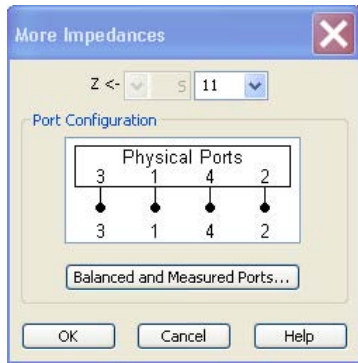 More Impedances
Z <- S 11
Port Configuration
Physical Ports
3 1 4 2
3 1 4 2
Balanced and Measured Ports...
OK Cancel Help